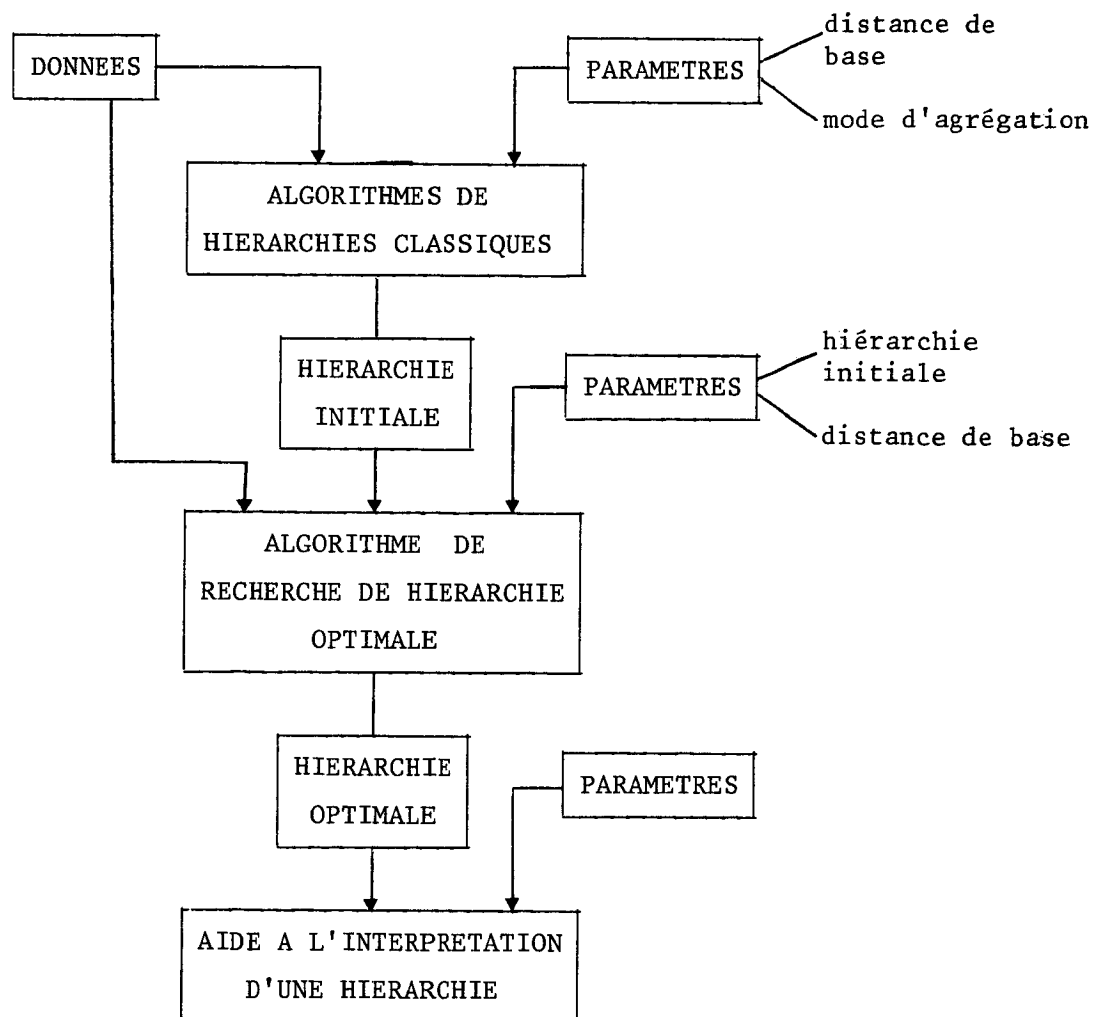 DONNEES
PARAMETRES
distance de
base
mode d'agrégation
ALGORITHMES DE
HIERARCHIES CLASSIQUES
HIERARCHIE
INITIALE
PARAMETRES
hiérarchie
initiale
distance de base
ALGORITHME DE
RECHERCHE DE HIERARCHIE
OPTIMALE
HIERARCHIE
OPTIMALE
PARAMETRES
AIDE A L'INTERPRETATION
D'UNE HIERARCHIE